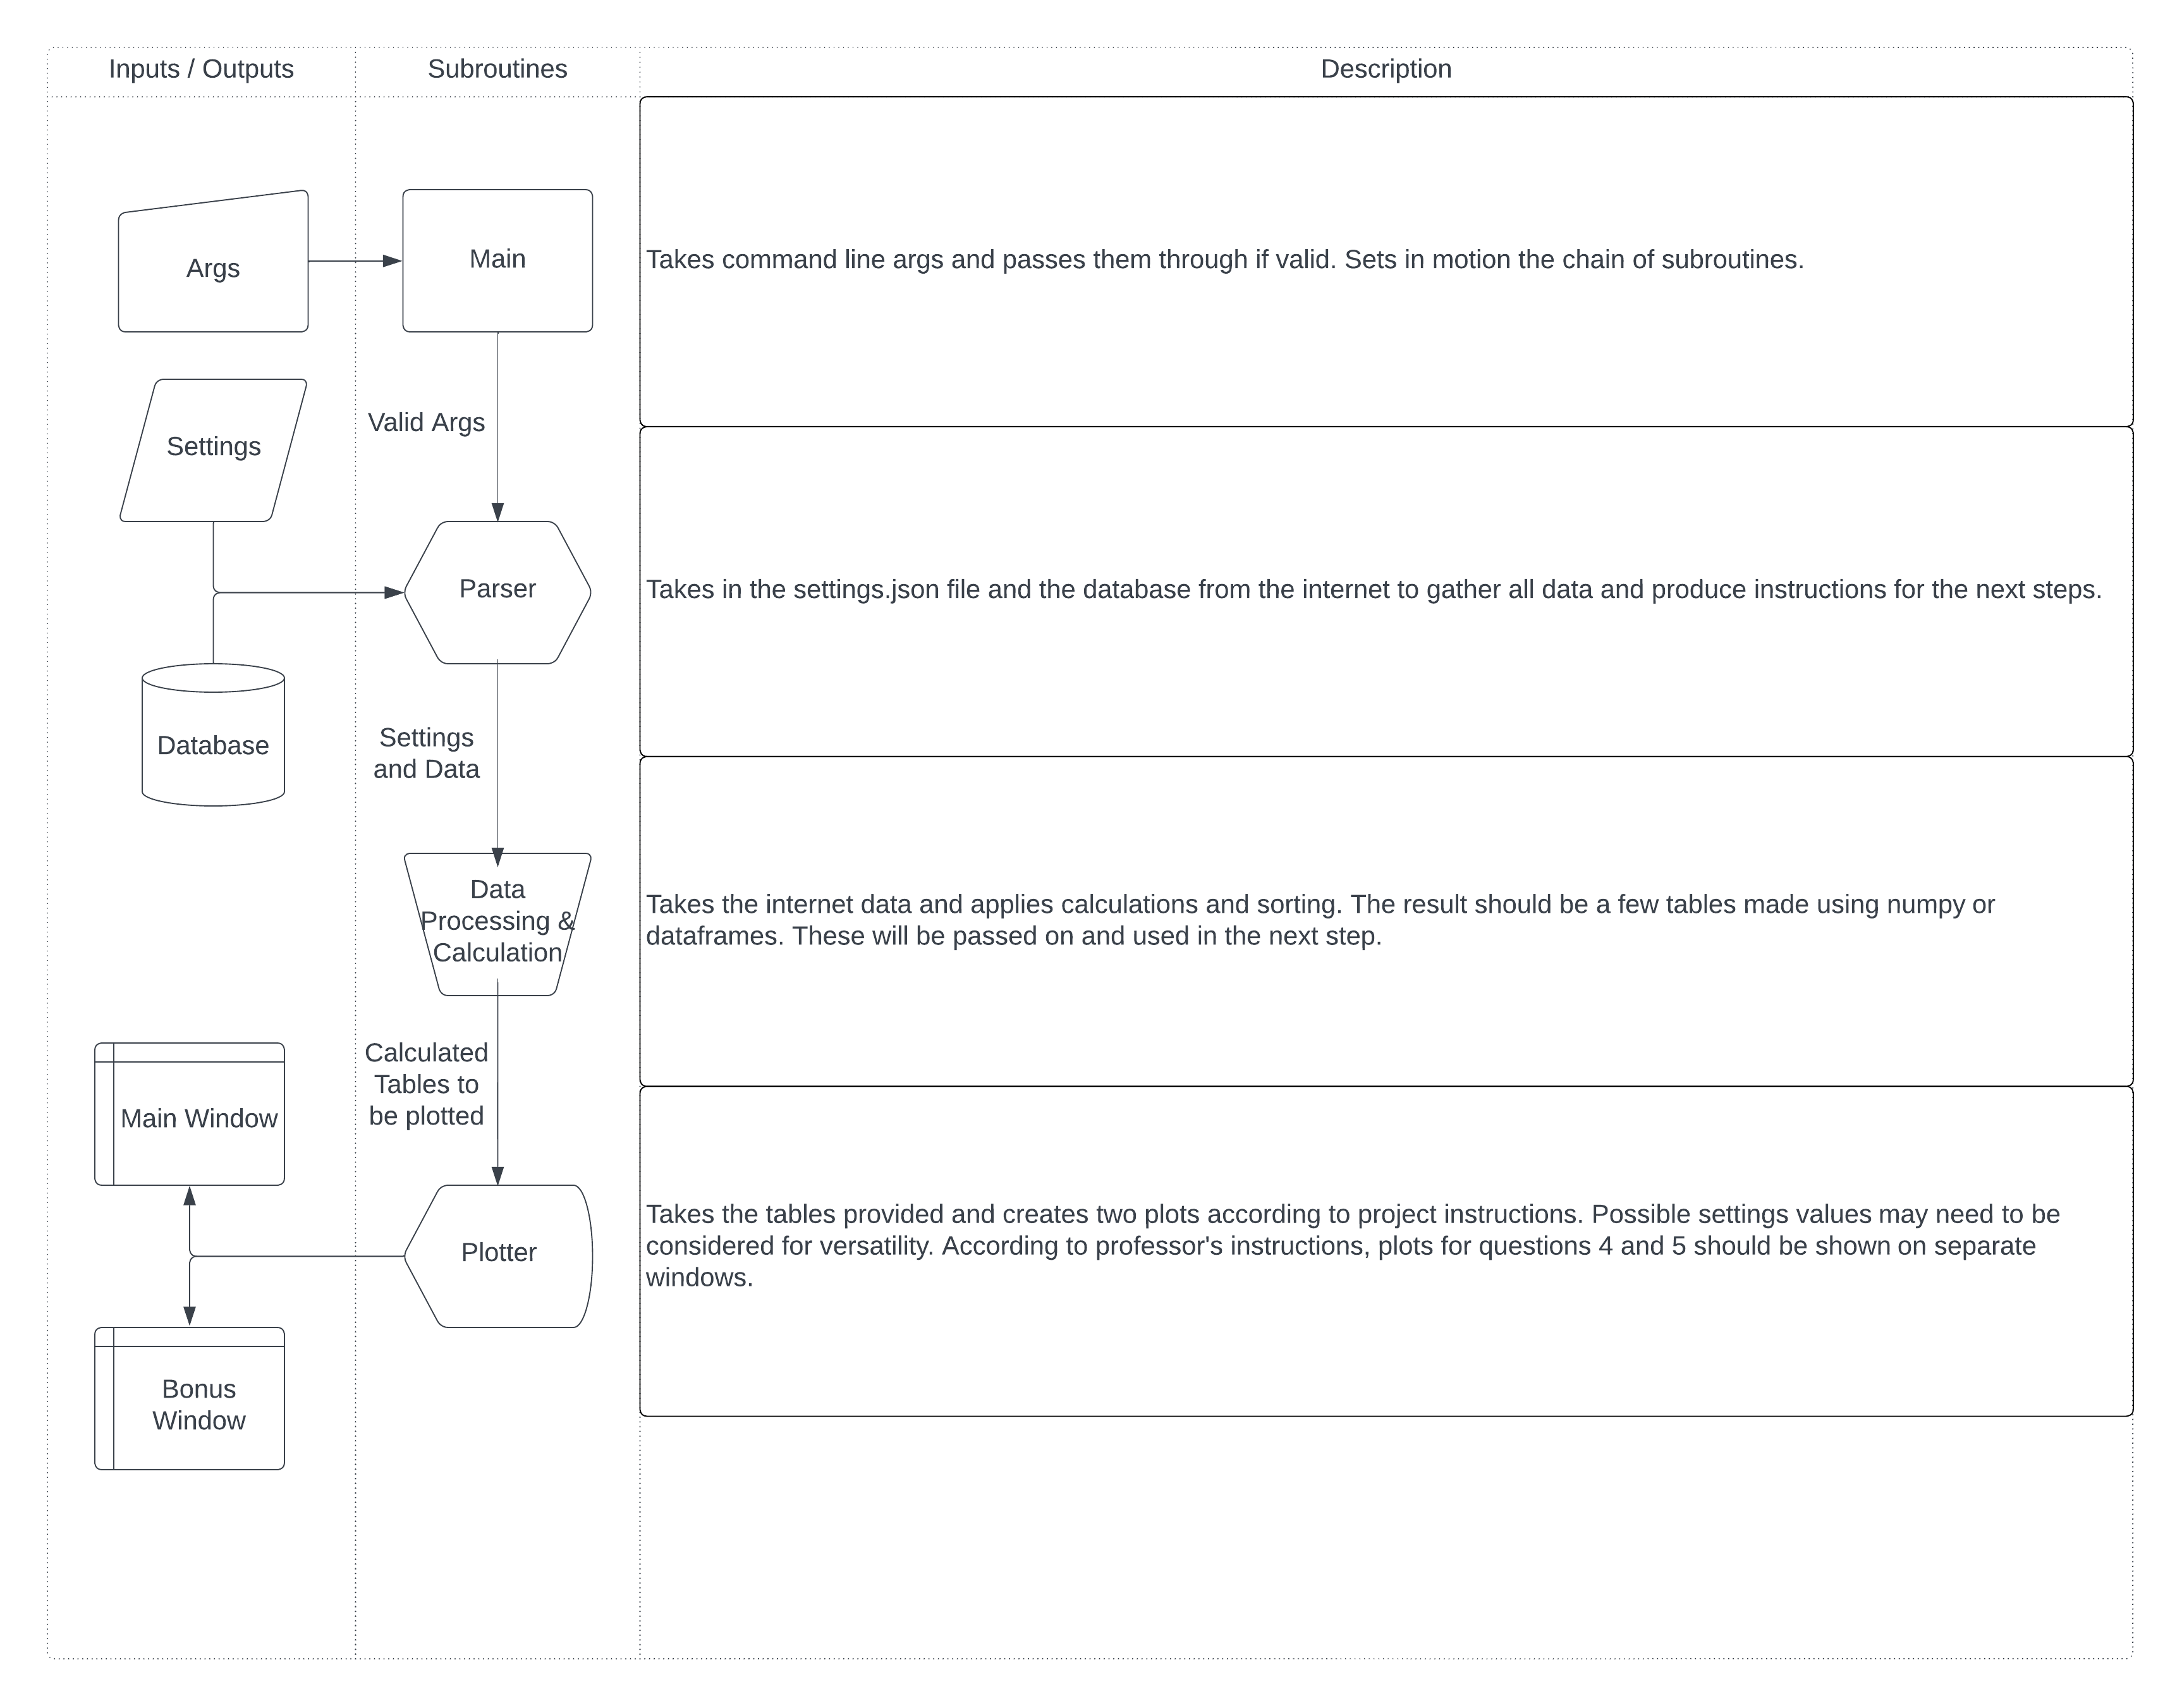 Inputs / Outputs
Subroutines
Description
Args
Main
Takes command line args and passes them through if valid. Sets in motion the chain of subroutines.
Valid Args
Settings
Parser
Takes in the settings.json file and the database from the internet to gather all data and produce instructions for the next steps.
Database
Settings
and Data
Data
Processing &
Calculation
Takes the internet data and applies calculations and sorting. The result should be a few tables made using numpy or
dataframes. These will be passed on and used in the next step.
Calculated
Tables to
be plotted
Main Window
Plotter
Takes the tables provided and creates two plots according to project instructions. Possible settings values may need to be
considered for versatility. According to professor's instructions, plots for questions 4 and 5 should be shown on separate
windows.
Bonus
Window